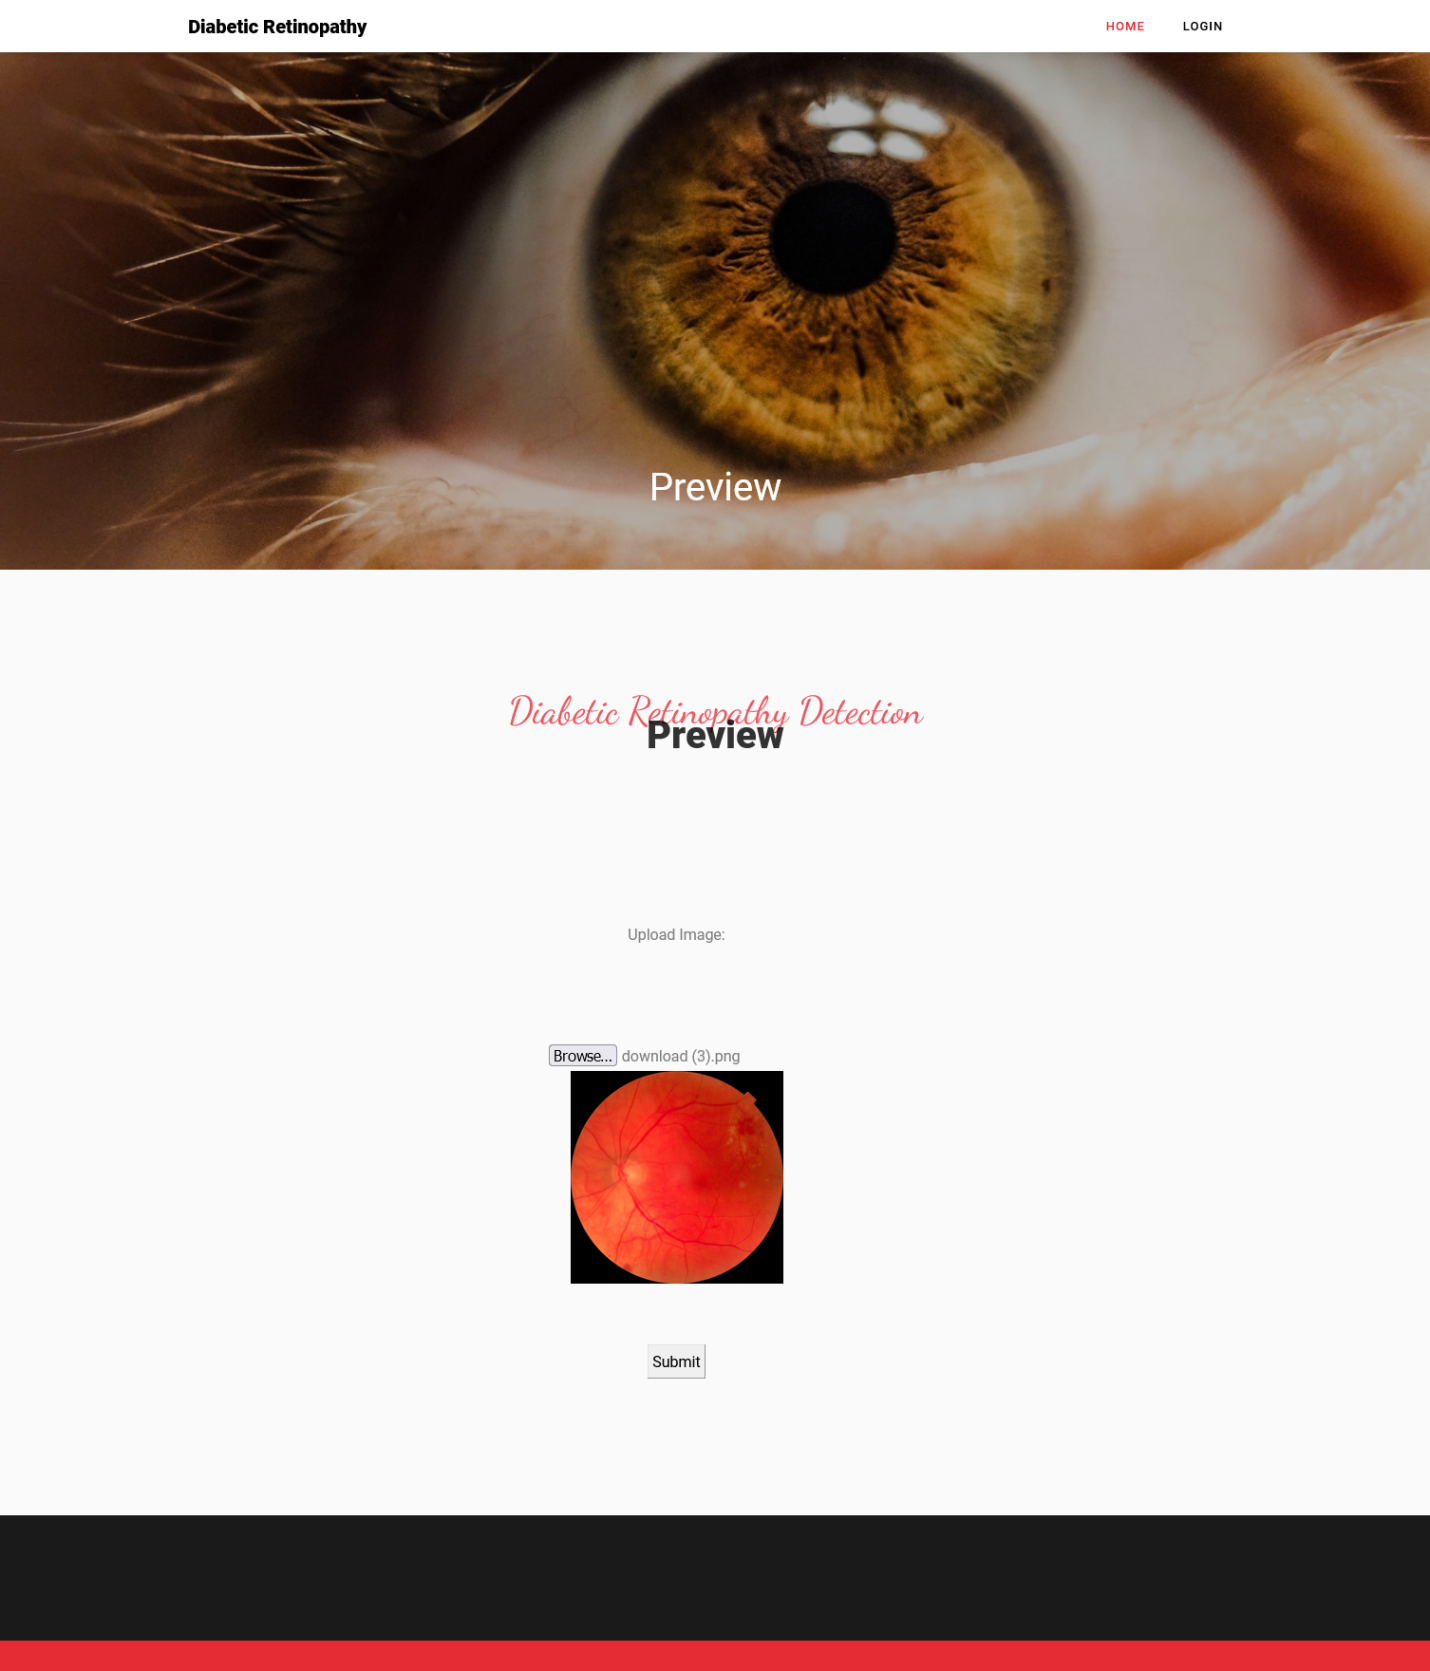 Diabetic Retinopathy HOME LOGIN
Preview
Diabetic Retinopathy Detection
Preview
Upload Image:
Browse... download (3).png
Submit